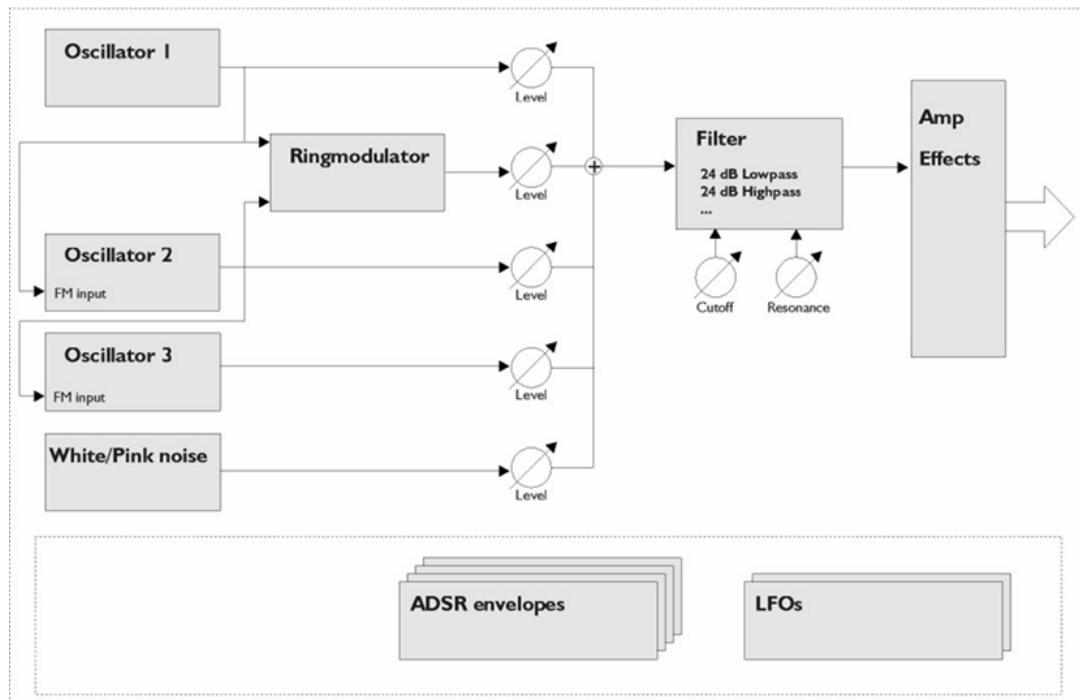 Oscillator 1
Level
Ringmodulator
Level
Filter
24 dB Lowpass
24 dB Highpass
...
Amp
Effects
Oscillator 2
FM input
Level
Cutoff
Resonance
Oscillator 3
FM input
Level
White/Pink noise
Level
ADSR envelopes
LFOs